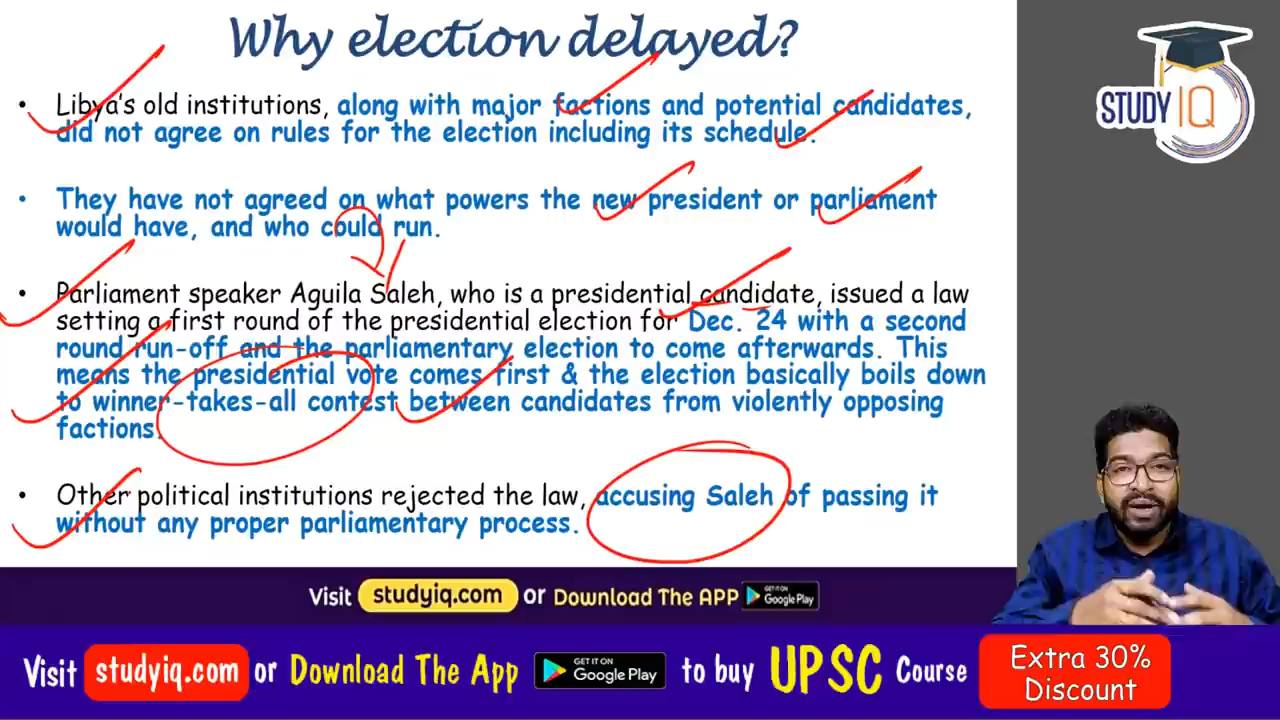 Why election delayed?
• Libya's old institutions, along with major factions and potential candidates,
did not agree on rules for the election including its schedule.
• They have not agreed on what powers the new president or parliament
would have, and who could run.
• Parliament speaker Aguila Saleh, who is a presidential candidate, issued a law
setting a first round of the presidential election for Dec. 24 with a second
round run-off and the parliamentary election to come afterwards. This
means the presidential vote comes first & the election basically boils down
to winner-takes-all contest between candidates from violently opposing
factions.
• Other political institutions rejected the law, accusing Saleh of passing it
without any proper parliamentary process.
STUDY IQ
Visit studyiq.com or Download The APP GET IT ON Google Play
Visit studyiq.com or Download The App GET IT ON Google Play to buy UPSC Course
Extra 30%
Discount